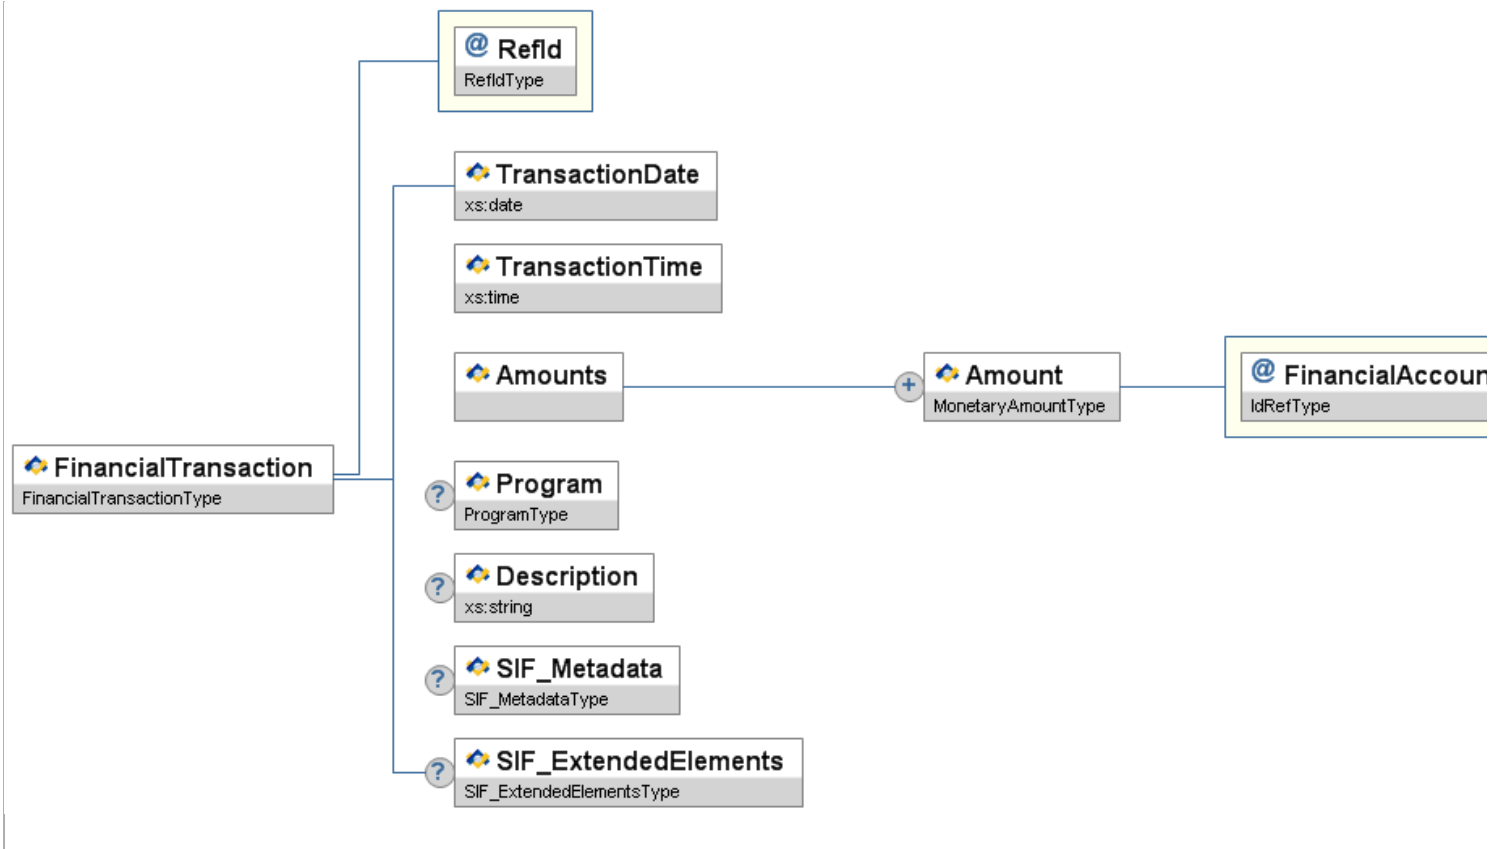 @ RefId
RefIdType
TransactionDate
xs:date
TransactionTime
xs:time
Amounts
+
Amount
MonetaryAmountType
@ FinancialAccoun
IdRefType
FinancialTransaction
FinancialTransactionType
?
Program
ProgramType
?
Description
xs:string
?
SIF_Metadata
SIF_MetadataType
?
SIF_ExtendedElements
SIF_ExtendedElementsType